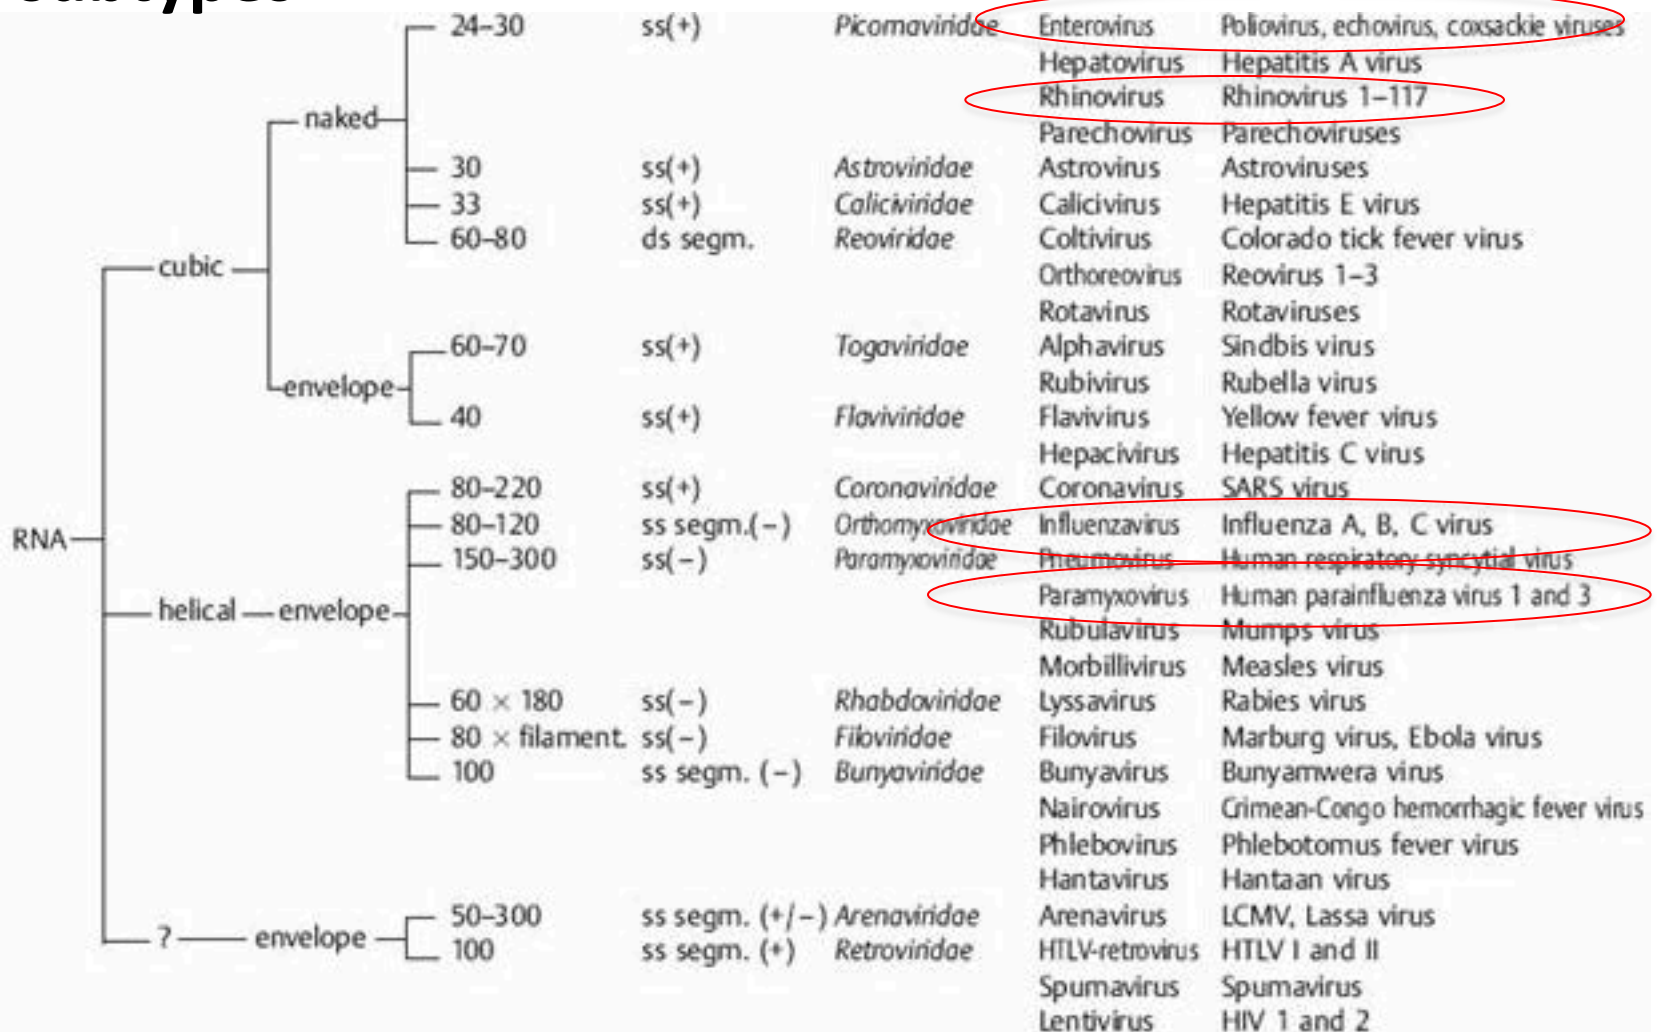 24–30 ss(+) Picornaviridae Enterovirus Poliovirus, echovirus, coxsackie viruses
Hepatovirus Hepatitis A virus
Rhinovirus Rhinovirus 1–117
naked
Parechovirus Parechoviruses
30 ss(+) Astroviridae Astrovirus Astroviruses
33 ss(+) Caliciviridae Calicivirus Hepatitis E virus
60–80 ds segm. Reoviridae Coltivirus Colorado tick fever virus
cubic
Orthoreovirus Reovirus 1–3
Rotavirus Rotaviruses
60–70 ss(+) Togaviridae Alphavirus Sindbis virus
envelope Rubivirus Rubella virus
40 ss(+) Flaviviridae Flavivirus Yellow fever virus
Hepacivirus Hepatitis C virus
80–220 ss(+) Coronaviridae Coronavirus SARS virus
RNA 80–120 ss segm.(−) Orthomyxoviridae Influenzavirus Influenza A, B, C virus
150–300 ss(−) Paramyxoviridae Pneumovirus Human respiratory syncytial virus
Paramyxovirus Human parainfluenza virus 1 and 3
helical envelope
Rubulavirus Mumps virus
Morbillivirus Measles virus
60 × 180 ss(−) Rhabdoviridae Lyssavirus Rabies virus
80 × filament. ss(−) Filoviridae Filovirus Marburg virus, Ebola virus
100 ss segm. (−) Bunyaviridae Bunyavirus Bunyamwera virus
Nairovirus Crimean-Congo hemorrhagic fever virus
Phlebovirus Phlebotomus fever virus
Hantavirus Hantaan virus
50–300 ss segm. (+/−) Arenaviridae Arenavirus LCMV, Lassa virus
? envelope
100 ss segm. (+) Retroviridae HTLV-retrovirus HTLV I and II
Spumavirus Spumavirus
Lentivirus HIV 1 and 2